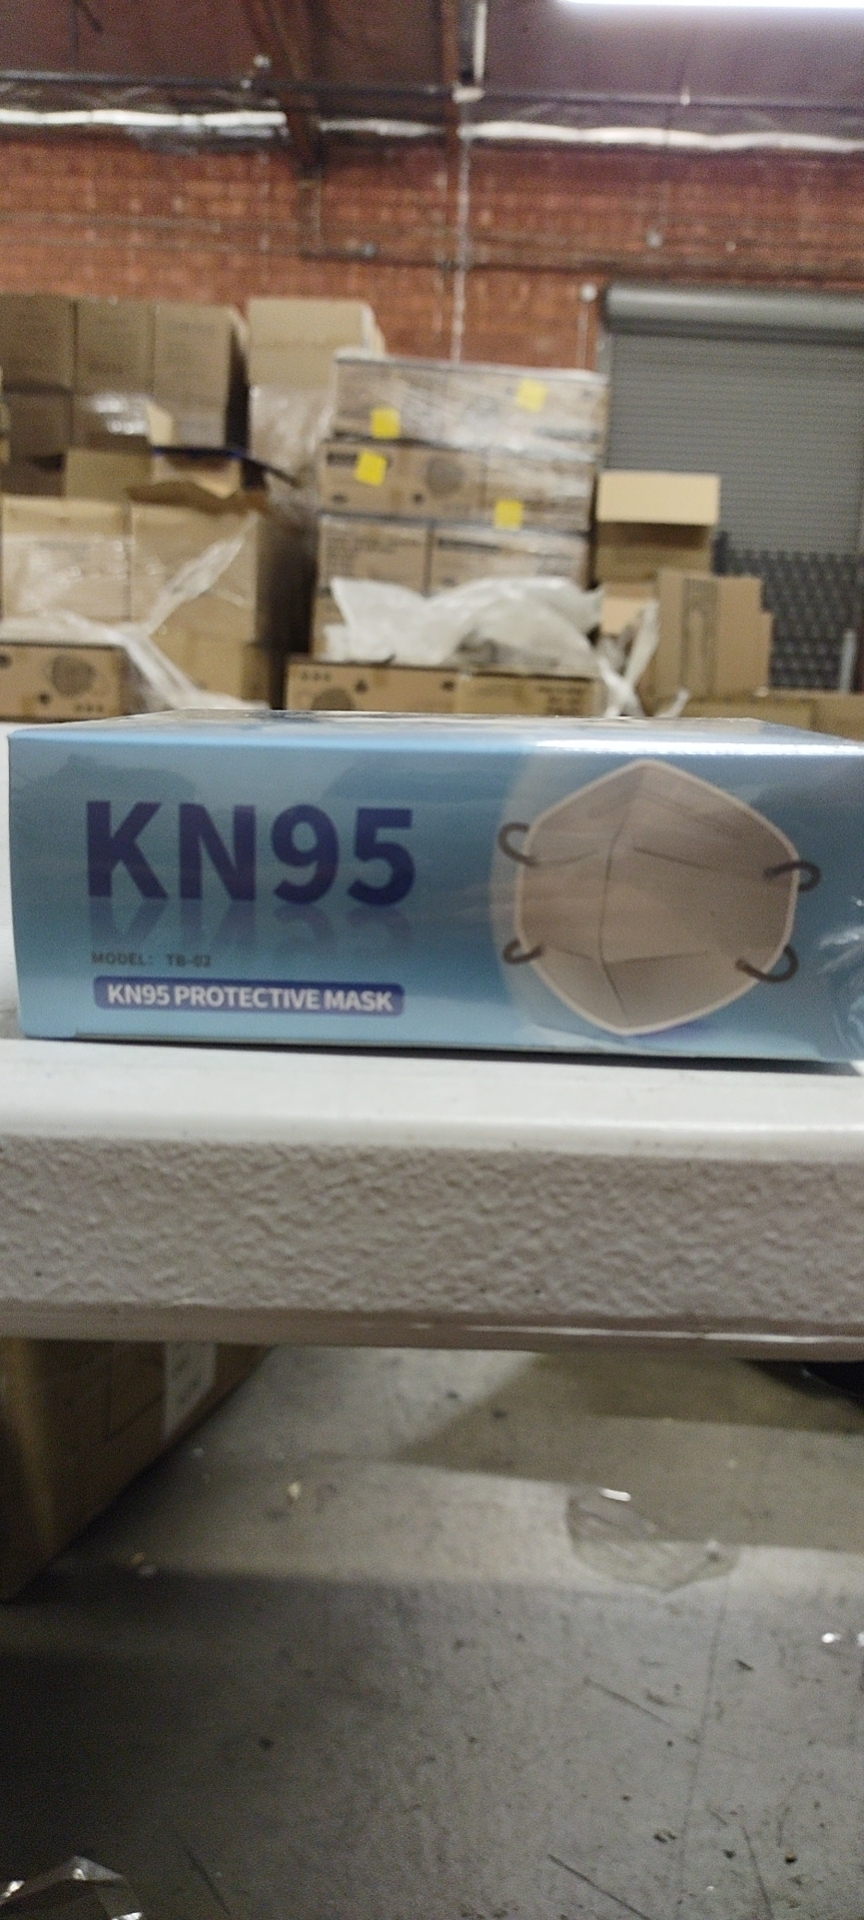 KN95
MODEL: TB-02
KN95 PROTECTIVE MASK